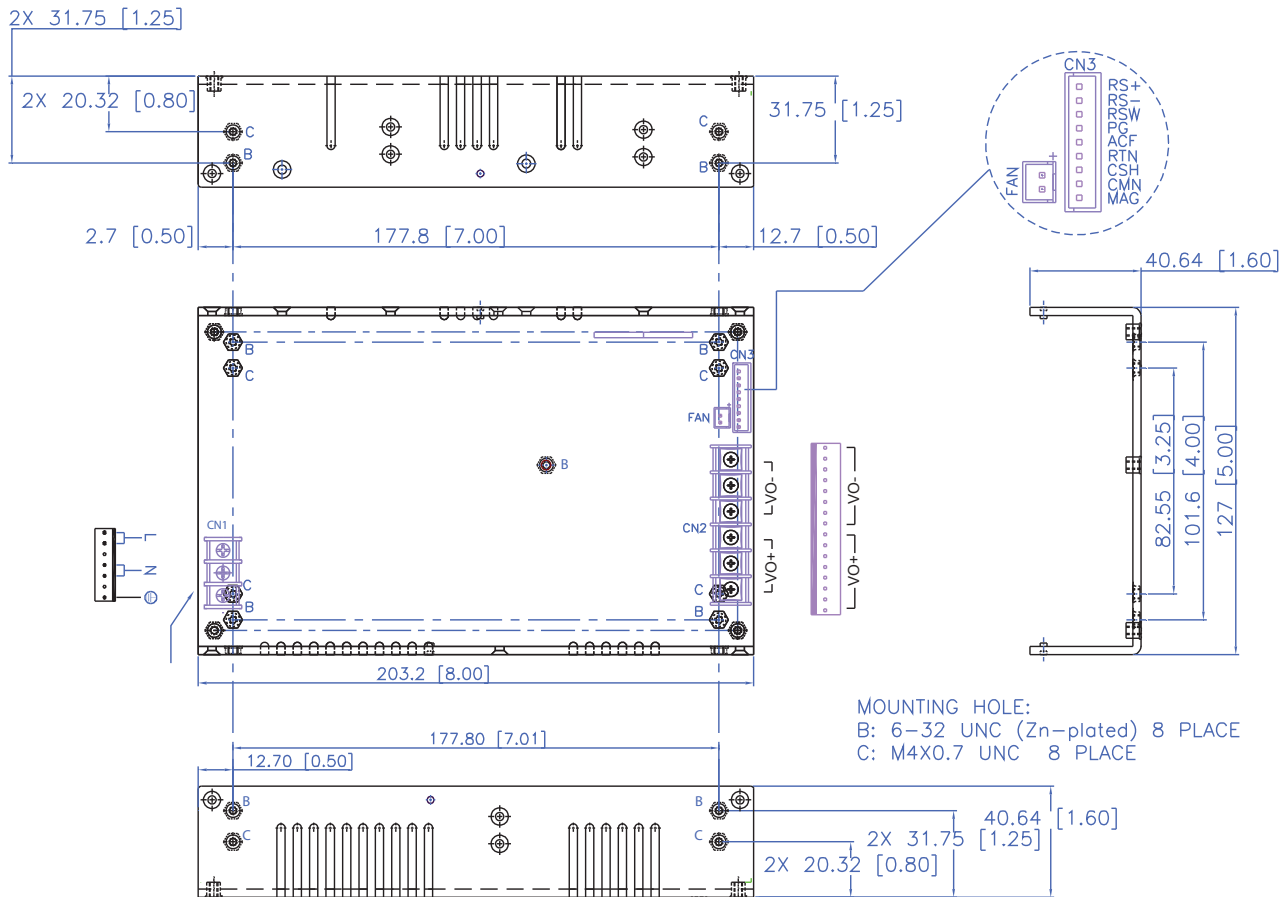 2X 31.75 [1.25]
2X 20.32 [0.80]
C
B
C
B
31.75 [1.25]
2.7 [0.50]
177.8 [7.00]
12.7 [0.50]
CN3
RS+
RS-
RSW
PG
ACF
RTN
CSH
CMN
MAG
FAN
+
40.64 [1.60]
B
C
B
C
CN3
+
FAN
B
CN1
CN2
VO-
VO+
VO-
VO+
L
N
C
B
C
B
82.55 [3.25]
101.6 [4.00]
127 [5.00]
203.2 [8.00]
MOUNTING HOLE:
B: 6-32 UNC (Zn-plated) 8 PLACE
C: M4X0.7 UNC 8 PLACE
177.80 [7.01]
12.70 [0.50]
B
C
B
C
40.64 [1.60]
2X 31.75 [1.25]
2X 20.32 [0.80]